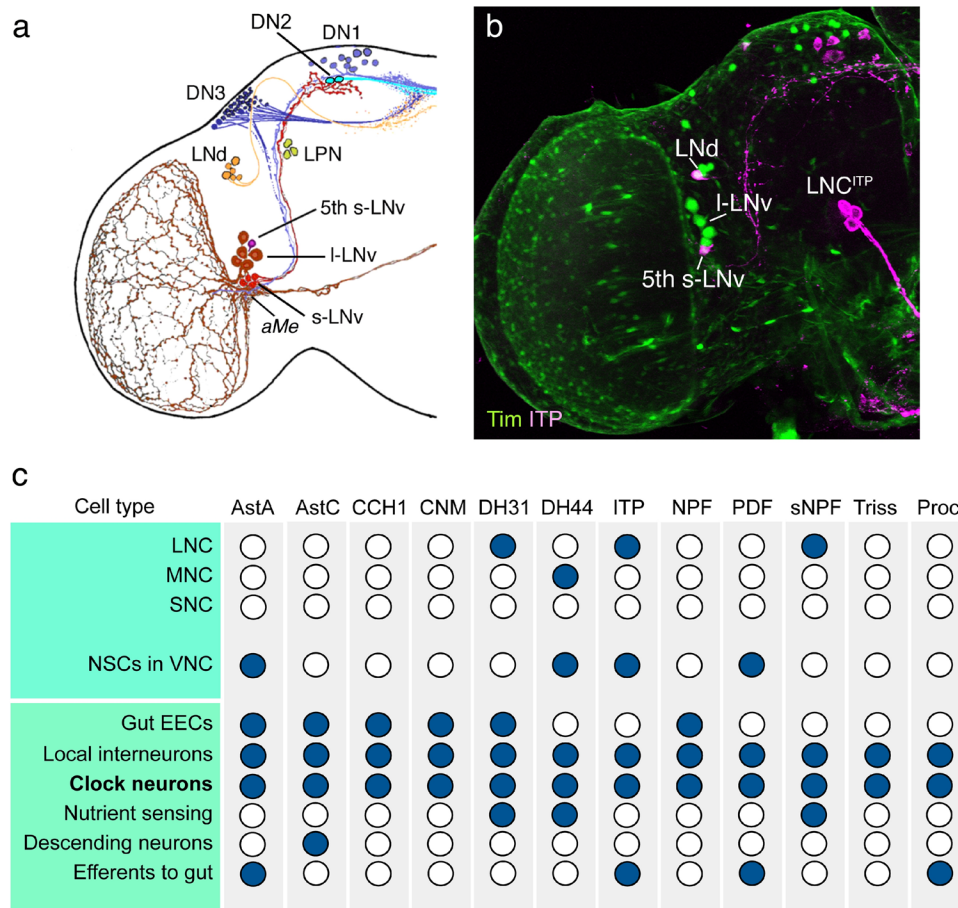 a
DN2
DN1
DN3
LNd
LPN
5th s-LNv
l-LNv
s-LNv
aMe
b
LNd
l-LNv
LNC^ITP
5th s-LNv
Tim ITP
c
Cell type AstA AstC CCH1 CNM DH31 DH44 ITP NPF PDF sNPF Triss Proc
LNC
MNC
SNC
NSCs in VNC
Gut EECs
Local interneurons
Clock neurons
Nutrient sensing
Descending neurons
Efferents to gut